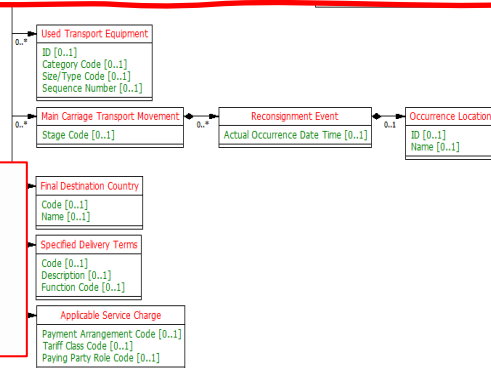 Used Transport Equipment
0..*
ID [0..1]
Category Code [0..1]
Size/Type Code [0..1]
Sequence Number [0..1]
Main Carriage Transport Movement
0..*
Stage Code [0..1]
0..*
Reconsignment Event
Actual Occurrence Date Time [0..1]
0..1
Occurrence Location
ID [0..1]
Name [0..1]
Final Destination Country
Code [0..1]
Name [0..1]
Specified Delivery Terms
Code [0..1]
Description [0..1]
Function Code [0..1]
Applicable Service Charge
Payment Arrangement Code [0..1]
Tariff Class Code [0..1]
Paying Party Role Code [0..1]